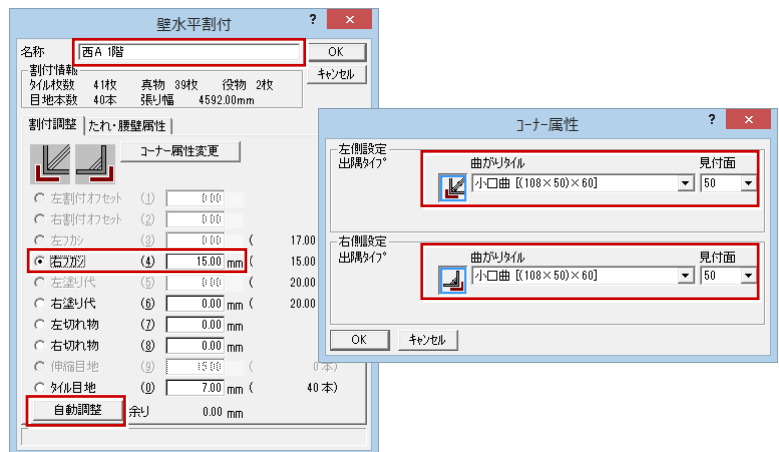 壁水平割付 ? ×
名称 西A 1階 OK
キャンセル
割付情報
タイル枚数 41枚 真物 39枚 役物 2枚
目地本数 40本 張り幅 4592.00mm
割付調整 たれ・腰壁属性
コーナー属性変更
左割付オフセット (1) 0.00
右割付オフセット (2) 0.00
左フカシ (3) 0.00 ( 17.00
右フカシ (4) 15.00 mm ( 15.00
左塗り代 (5) 0.00 ( 20.00
右塗り代 (6) 0.00 mm ( 20.00
左切れ物 (7) 0.00 mm
右切れ物 (8) 0.00 mm
伸縮目地 (9) 15.00 ( 0 本)
タイル目地 (0) 7.00 mm ( 40 本)
自動調整 余り 0.00 mm
コーナー属性 ? ×
左側設定
出隅タイプ 曲がりタイル 見付面
小口曲 [(108×50)×60] 50
右側設定
出隅タイプ 曲がりタイル 見付面
小口曲 [(108×50)×60] 50
OK キャンセル